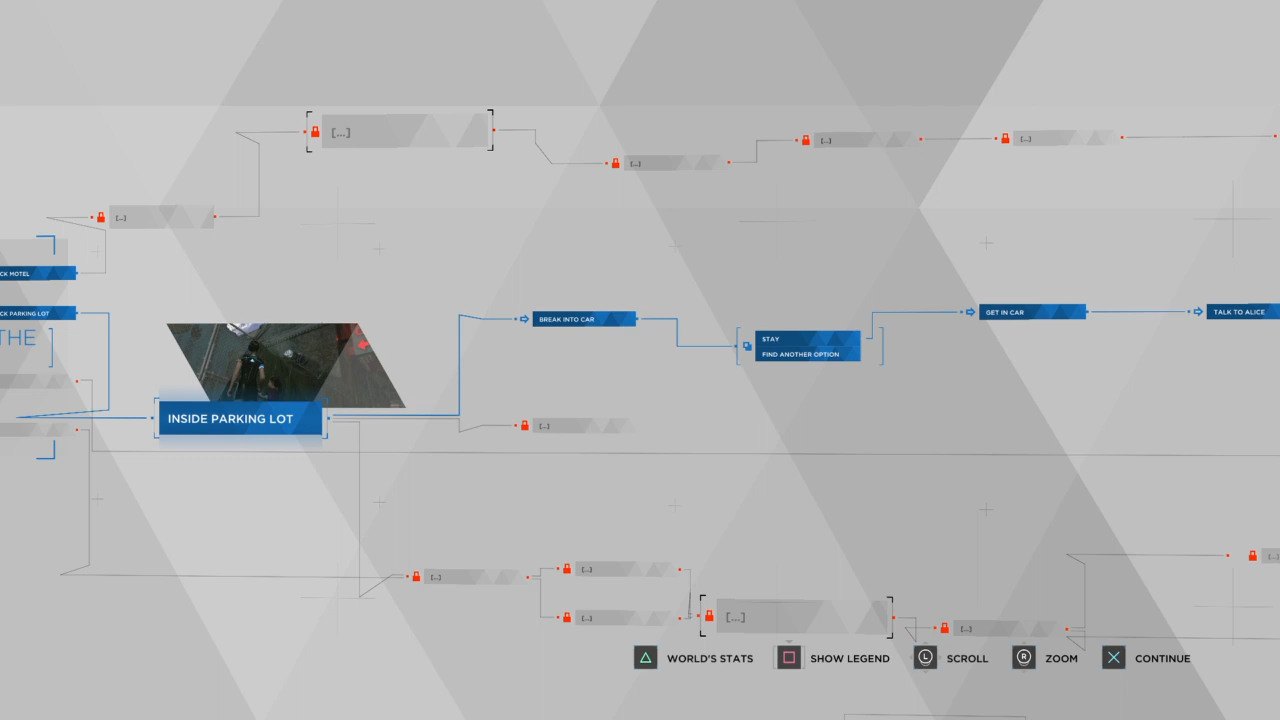 [...]
[...]
[...]
[...]
[...]
CK MOTEL
CK PARKING LOT
THE
BREAK INTO CAR
STAY
FIND ANOTHER OPTION
GET IN CAR
TALK TO ALICE
INSIDE PARKING LOT
[...]
[...]
[...]
[...]
[...]
[...]
[...]
WORLD'S STATS
SHOW LEGEND
L
SCROLL
R
ZOOM
CONTINUE